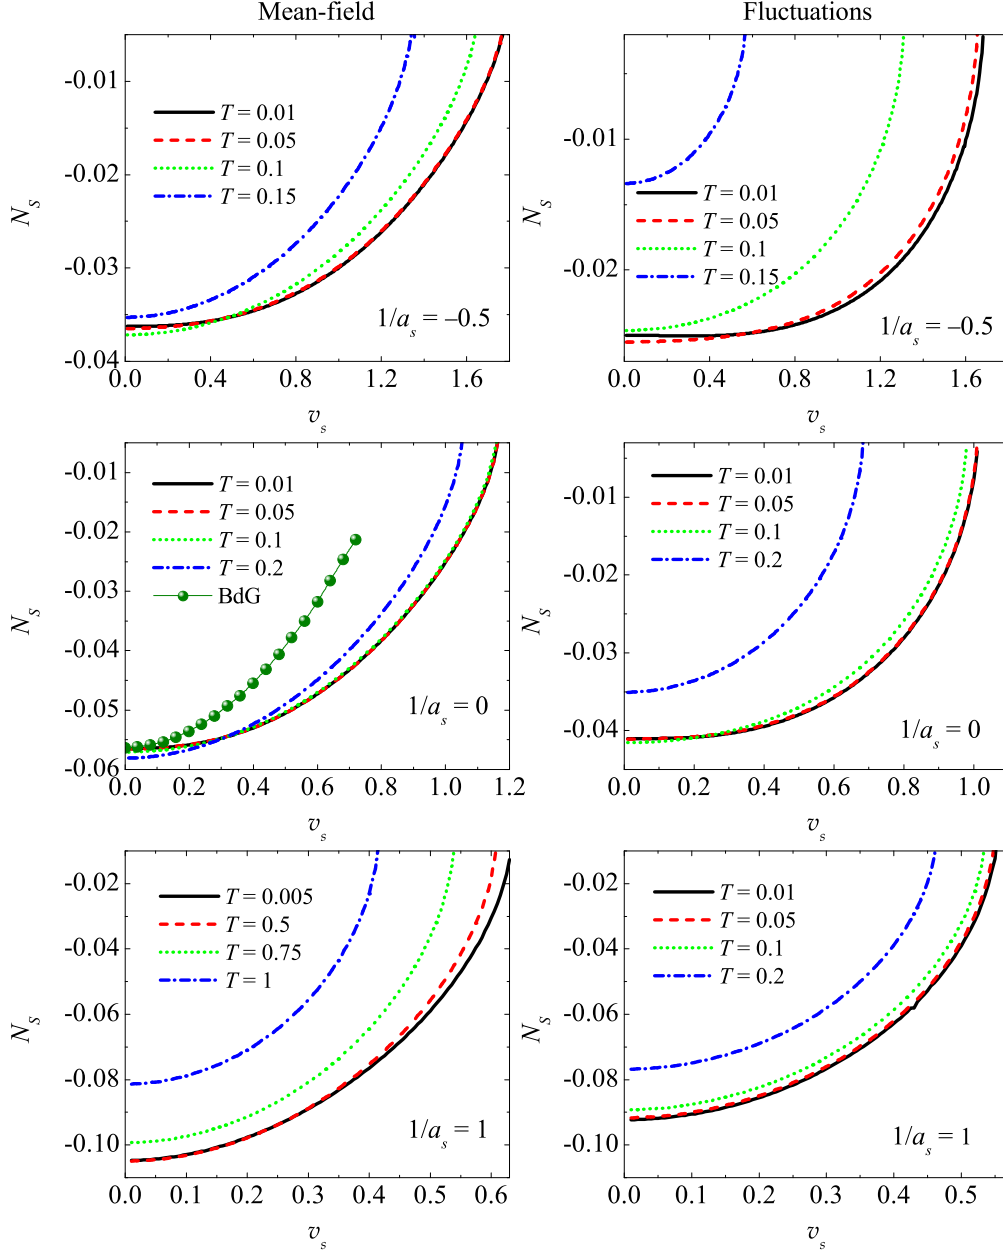 Mean-field
Fluctuations
-0.01
-0.02
-0.03
-0.04
N_s
T = 0.01
T = 0.05
T = 0.1
T = 0.15
1/a_s = –0.5
0.0 0.4 0.8 1.2 1.6
v_s
-0.01
-0.02
N_s
T = 0.01
T = 0.05
T = 0.1
T = 0.15
1/a_s = –0.5
0.0 0.4 0.8 1.2 1.6
v_s
-0.01
-0.02
-0.03
-0.04
-0.05
-0.06
N_s
T = 0.01
T = 0.05
T = 0.1
T = 0.2
BdG
1/a_s = 0
0.0 0.2 0.4 0.6 0.8 1.0 1.2
v_s
-0.01
-0.02
-0.03
-0.04
N_s
T = 0.01
T = 0.05
T = 0.1
T = 0.2
1/a_s = 0
0.0 0.2 0.4 0.6 0.8 1.0
v_s
-0.02
-0.04
-0.06
-0.08
-0.10
N_s
T = 0.005
T = 0.5
T = 0.75
T = 1
1/a_s = 1
0.0 0.1 0.2 0.3 0.4 0.5 0.6
v_s
-0.02
-0.04
-0.06
-0.08
-0.10
N_s
T = 0.01
T = 0.05
T = 0.1
T = 0.2
1/a_s = 1
0.0 0.1 0.2 0.3 0.4 0.5
v_s